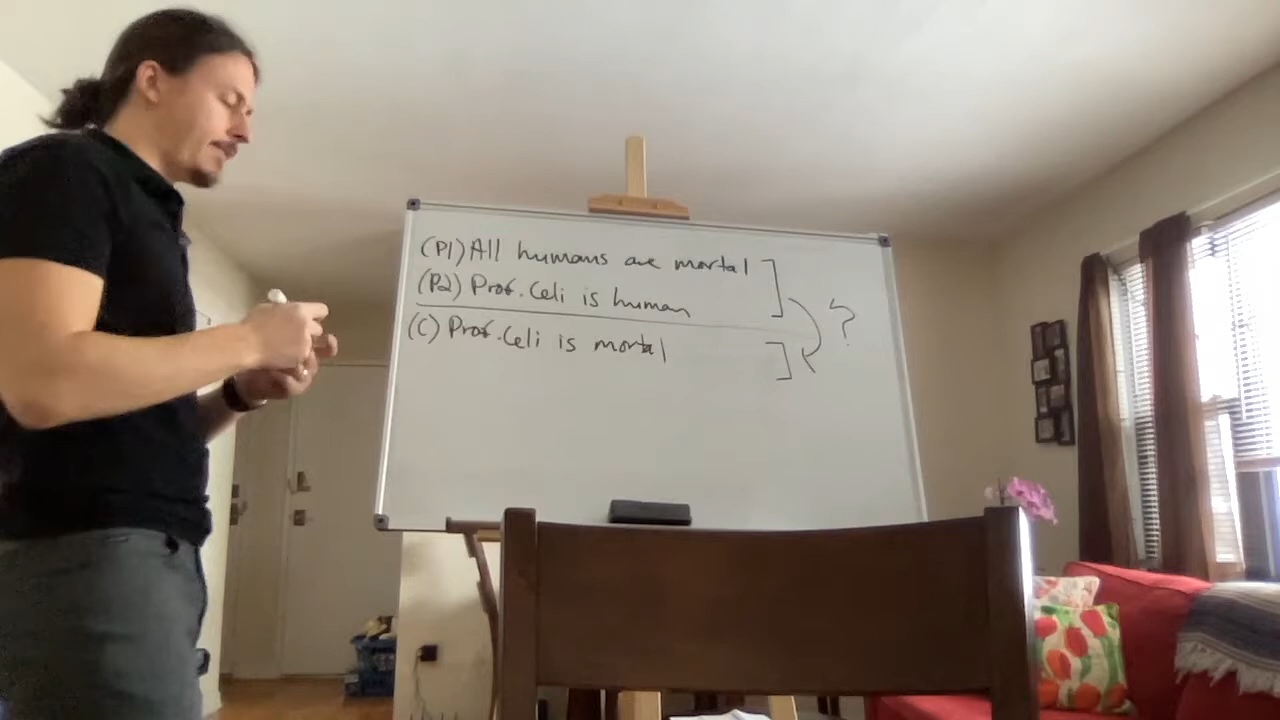 (P1) All humans are mortal
(P2) Prof. Celi is human
?
(C) Prof. Celi is mortal